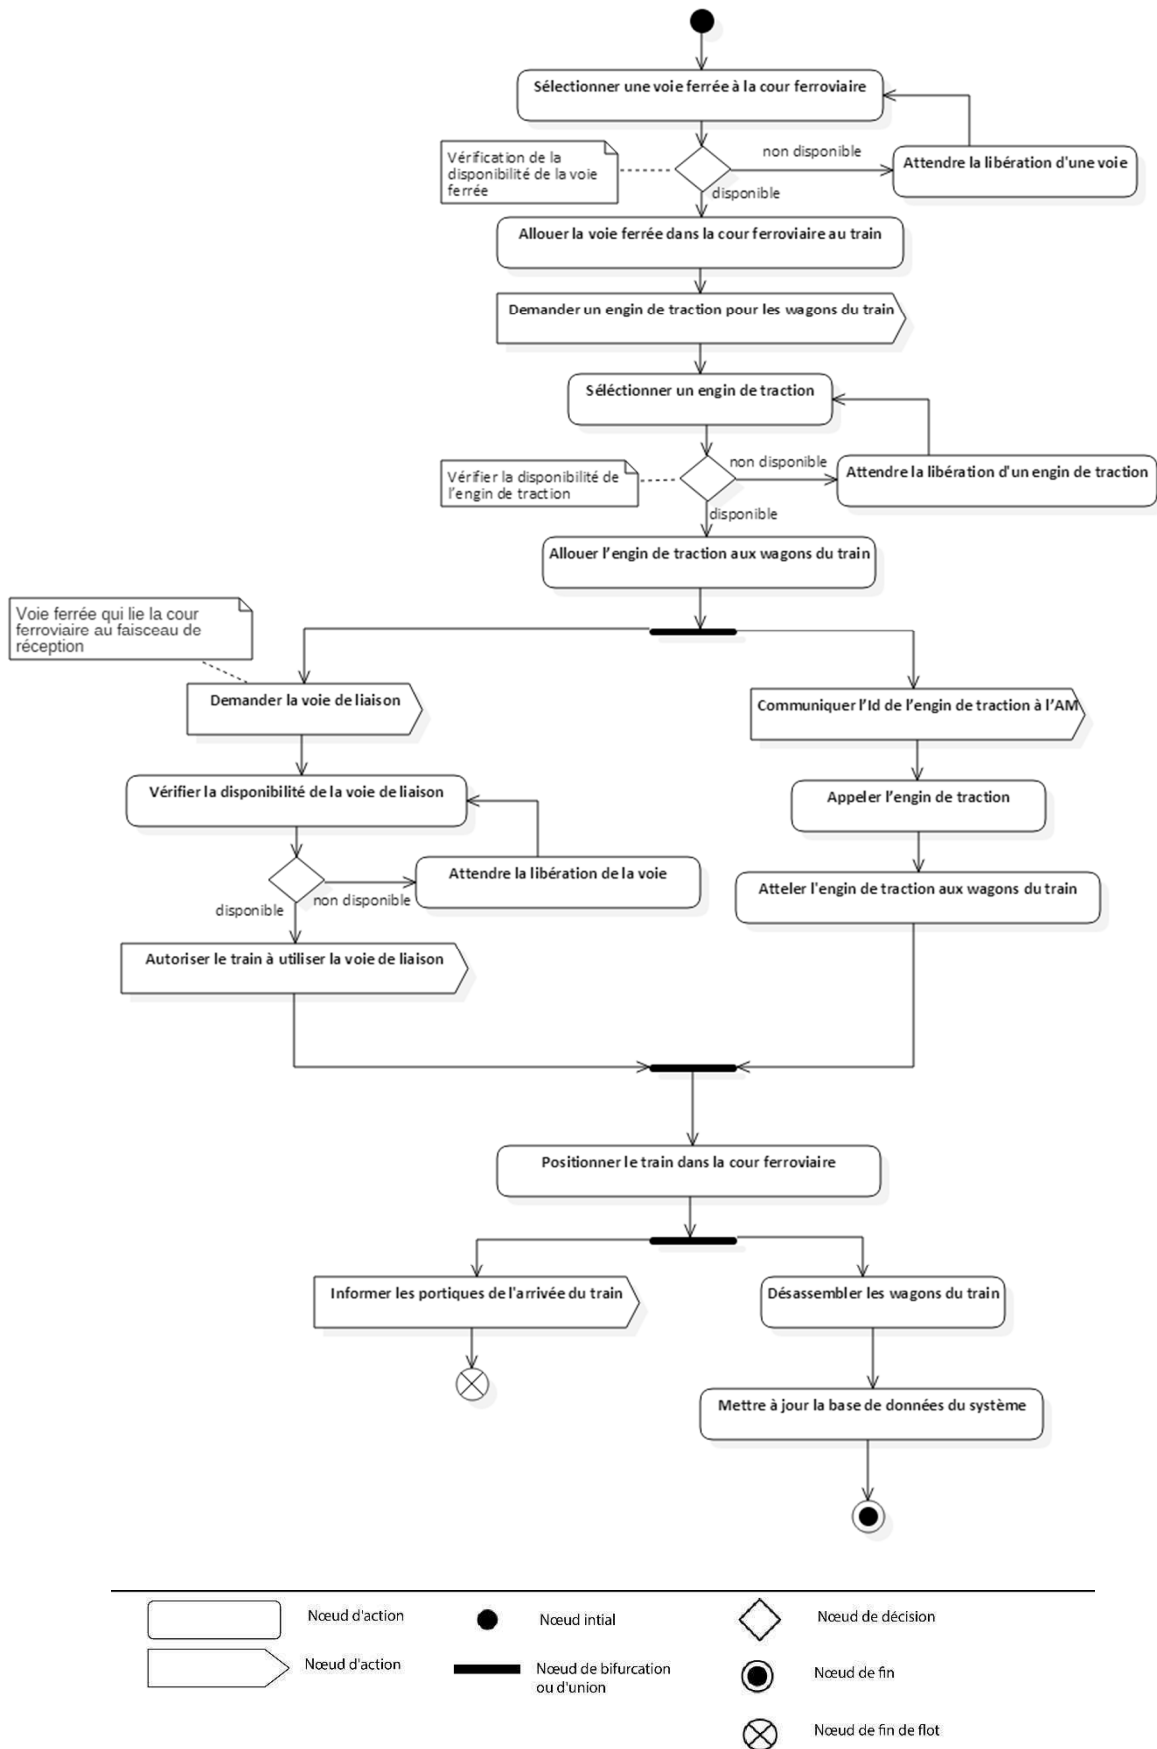 Sélectionner une voie ferrée à la cour ferroviaire
Vérification de la
disponibilité de la voie
ferrée
non disponible
Attendre la libération d'une voie
disponible
Allouer la voie ferrée dans la cour ferroviaire au train
Demander un engin de traction pour les wagons du train
Séléctionner un engin de traction
Vérifier la disponibilité de
l'engin de traction
non disponible
Attendre la libération d'un engin de traction
disponible
Allouer l'engin de traction aux wagons du train
Voie ferrée qui lie la cour
ferroviaire au faisceau de
réception
Demander la voie de liaison
Communiquer l'Id de l'engin de traction à l'AM
Vérifier la disponibilité de la voie de liaison
Appeler l'engin de traction
Attendre la libération de la voie
Atteler l'engin de traction aux wagons du train
non disponible
disponible
Autoriser le train à utiliser la voie de liaison
Positionner le train dans la cour ferroviaire
Informer les portiques de l'arrivée du train
Désassembler les wagons du train
Mettre à jour la base de données du système
Nœud d'action
Nœud intial
Nœud de décision
Nœud d'action
Nœud de bifurcation
ou d'union
Nœud de fin
Nœud de fin de flot